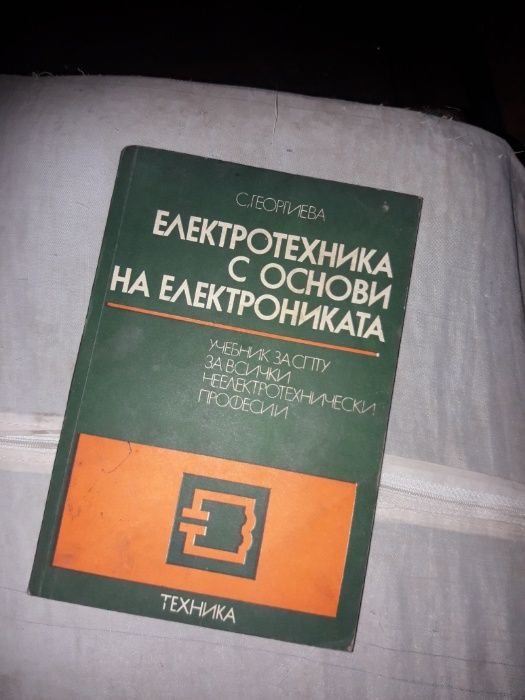 С. ГЕОРГИЕВА
ЕЛЕКТРОТЕХНИКА
С ОСНОВИ
НА ЕЛЕКТРОНИКАТА
УЧЕБНИК ЗА СПТУ
ЗА ВСИЧКИ
НЕЕЛЕКТРОТЕХНИЧЕСКИ
ПРОФЕСИИ
ТЕХНИКА